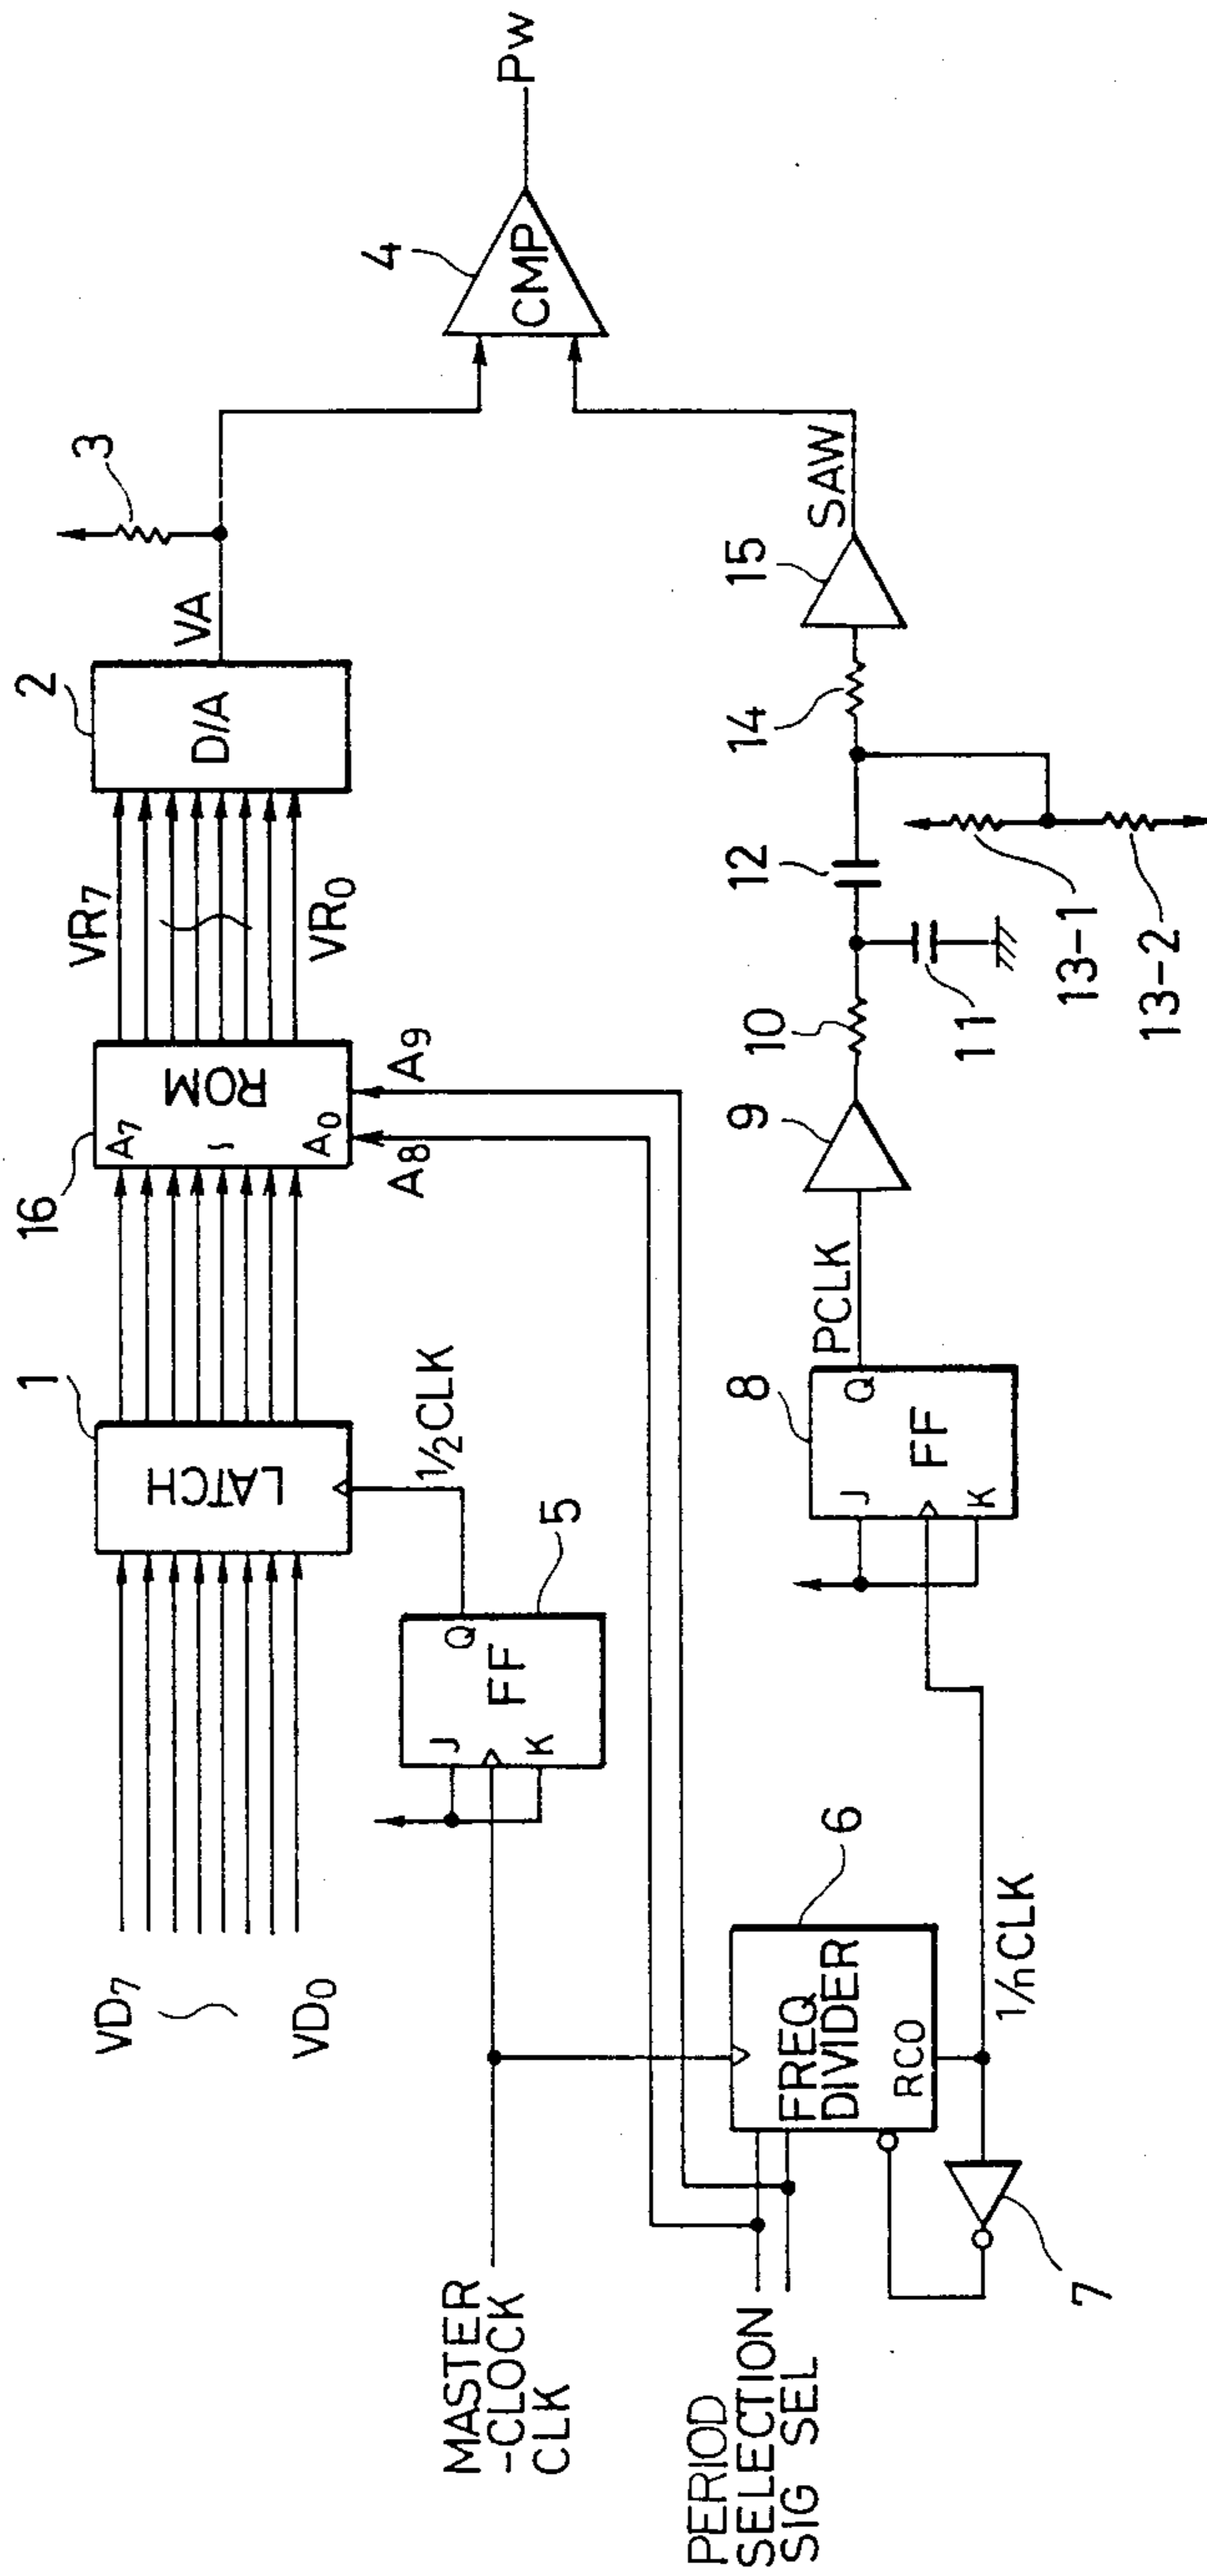 VD7
VD0
1
LATCH
1/2CLK
16
A7
~
A0
ROM
A8
A9
VR7
VR0
2
D/A
VA
3
4
CMP
PW
MASTER
-CLOCK
CLK
J
K
Q
FF
5
PERIOD
SELECTION
SIG SEL
FREQ
DIVIDER
RCO
6
7
1/nCLK
J
K
Q
FF
8
PCLK
9
10
11
12
13-1
13-2
14
15
SAW